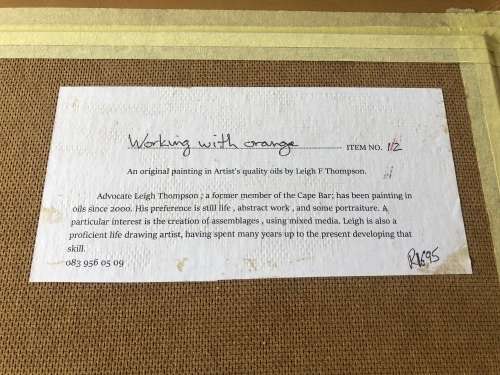 Working with orange ITEM NO. 1/2
An original painting in Artist's quality oils by Leigh F Thompson.
Advocate Leigh Thompson ; a former member of the Cape Bar; has been painting in
oils since 2000. His preference is still life , abstract work , and some portraiture. A
particular interest is the creation of assemblages , using mixed media. Leigh is also a
proficient life drawing artist, having spent many years up to the present developing that
skill.
083 956 05 09